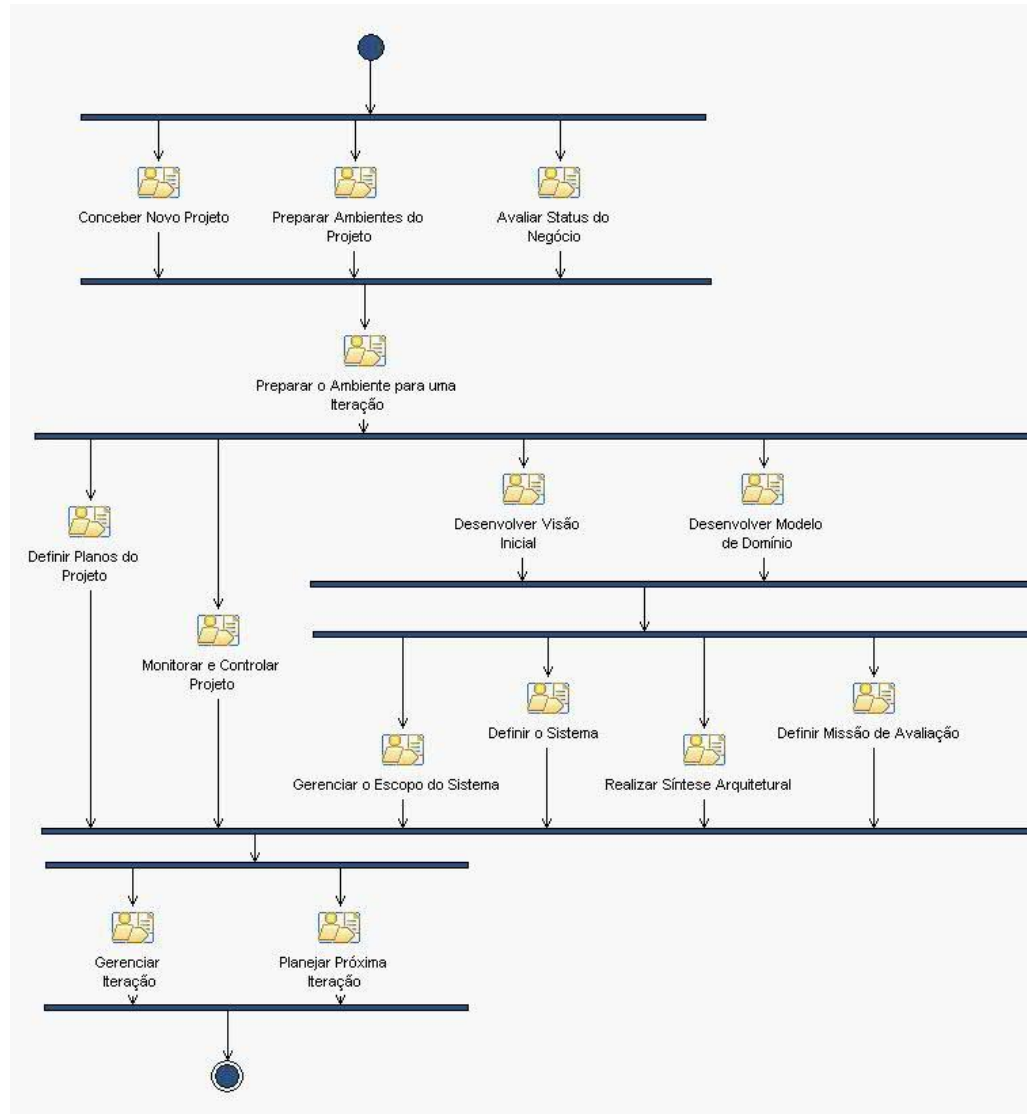 Conceber Novo Projeto
Preparar Ambientes do
Projeto
Avaliar Status do
Negócio
Preparar o Ambiente para uma
Iteração
Desenvolver Visão
Inicial
Desenvolver Modelo
de Domínio
Definir Planos do
Projeto
Monitorar e Controlar
Projeto
Definir o Sistema
Definir Missão de Avaliação
Gerenciar o Escopo do Sistema
Realizar Síntese Arquitetural
Gerenciar
Iteração
Planejar Próxima
Iteração